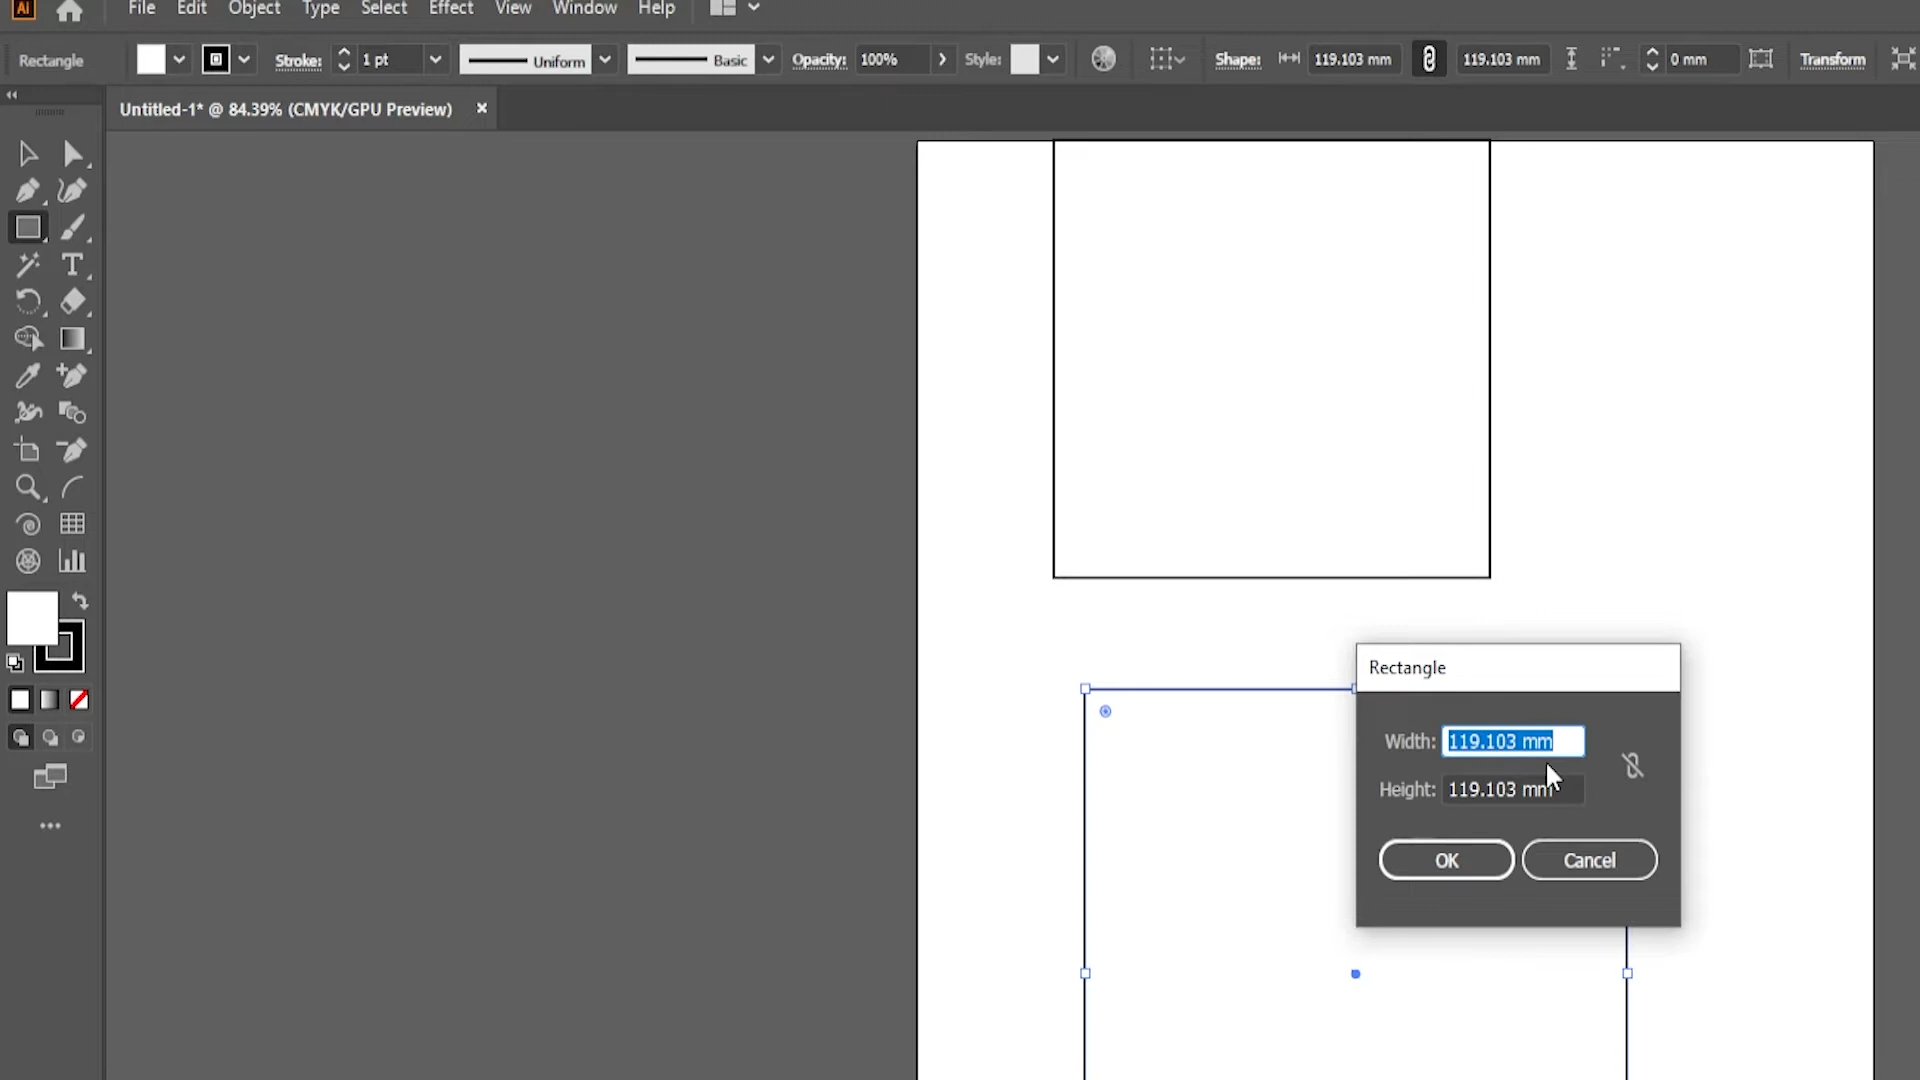 Ai File Edit Object Type Select Effect View Window Help
Rectangle Stroke: 1 pt Uniform Basic Opacity: 100% Style: Shape: 119.103 mm 119.103 mm 0 mm Transform
Untitled-1* @ 84.39% (CMYK/GPU Preview) ×
Rectangle
Width: 119.103 mm
Height: 119.103 mm
OK Cancel